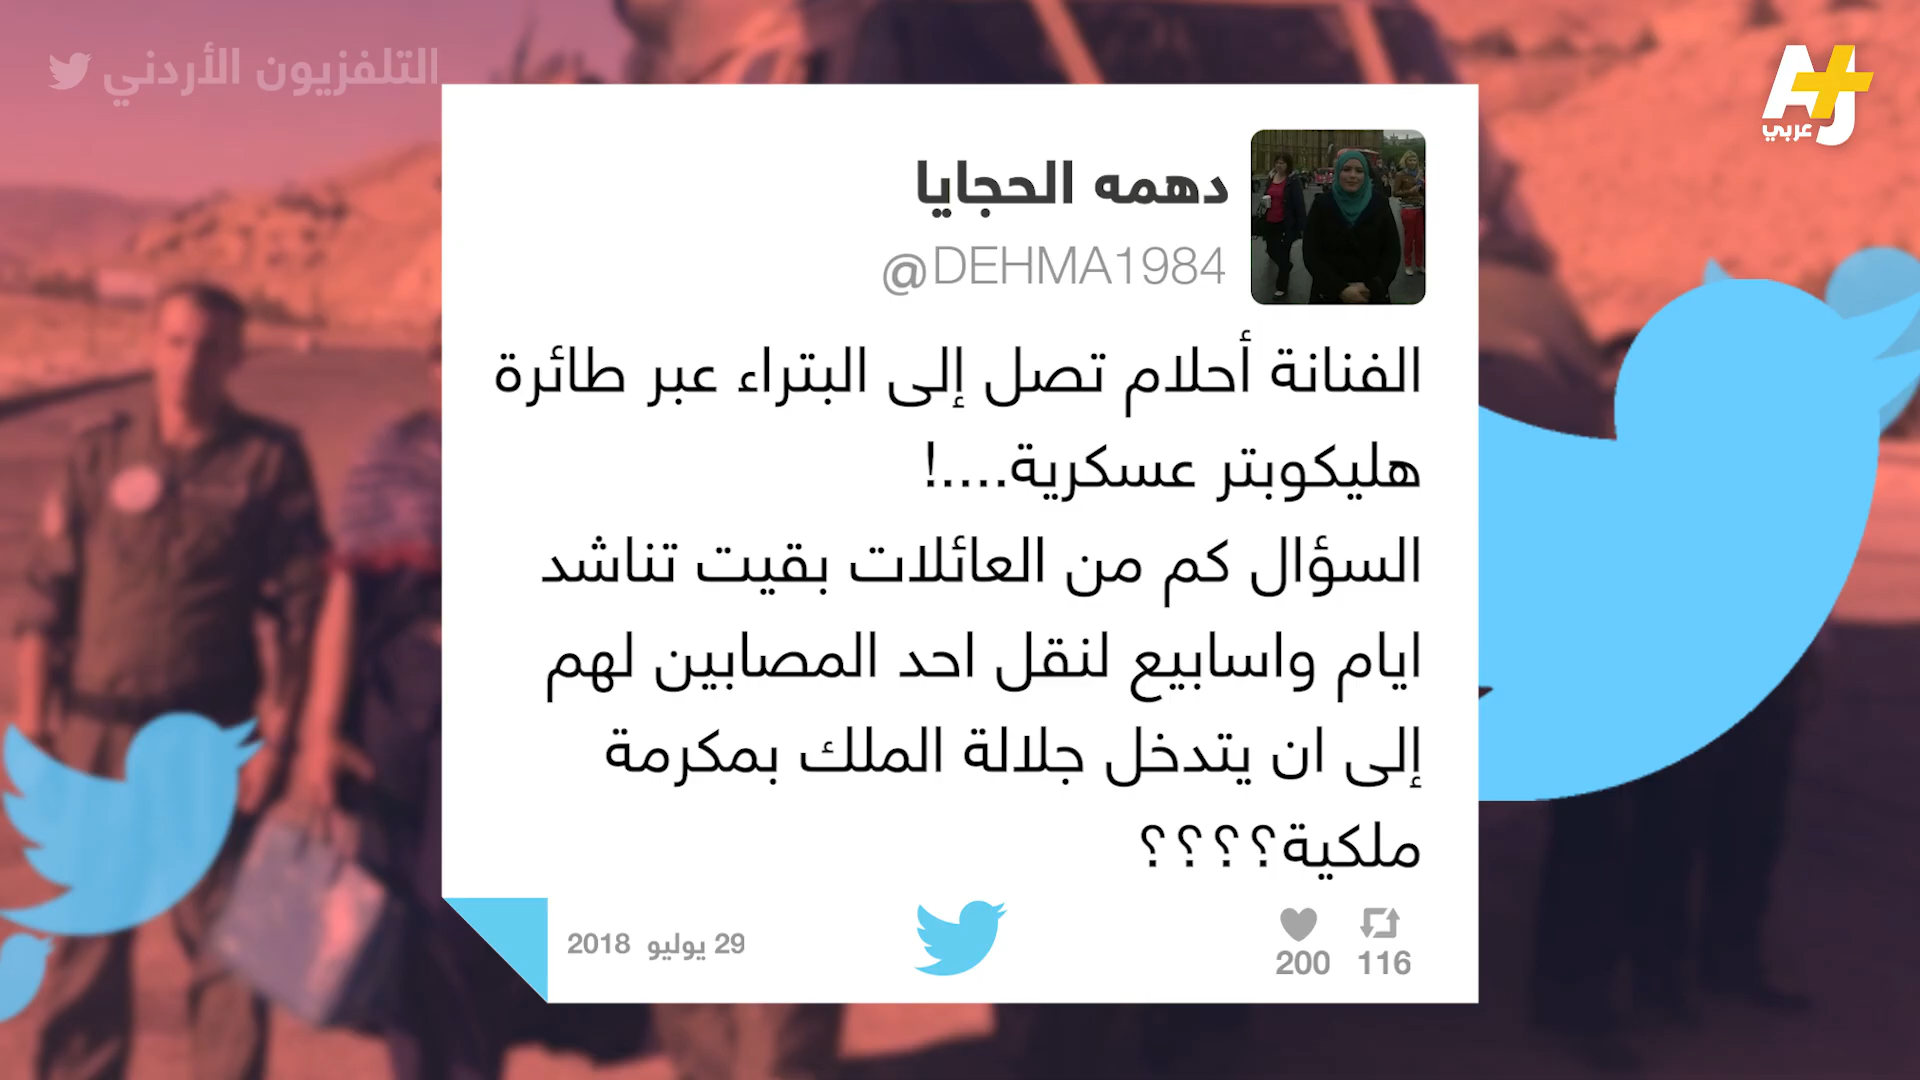 التلفزيون الأردني
AJ+
عربي
دهمه الحجايا
@DEHMA1984
الفنانة أحلام تصل إلى البتراء عبر طائرة
هليكوبتر عسكرية....!
السؤال كم من العائلات بقيت تناشد
ايام واسابيع لنقل احد المصابين لهم
إلى ان يتدخل جلالة الملك بمكرمة
ملكية؟؟؟؟
29 يوليو 2018
200
116